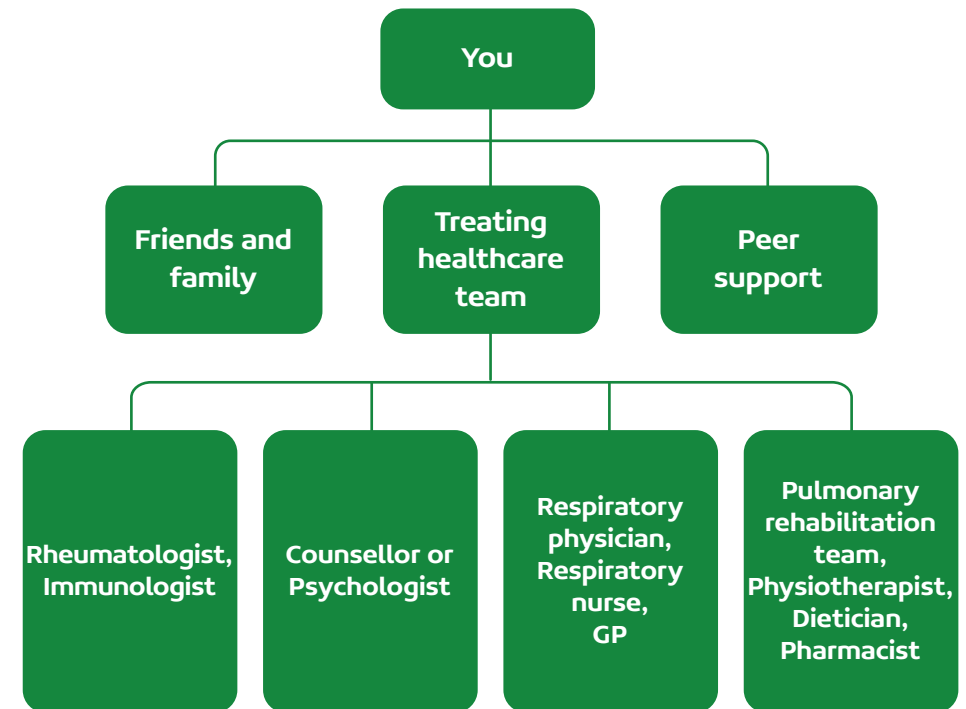 You
Friends and
family
Treating
healthcare
team
Peer
support
Rheumatologist,
Immunologist
Counsellor or
Psychologist
Respiratory
physician,
Respiratory
nurse,
GP
Pulmonary
rehabilitation
team,
Physiotherapist,
Dietician,
Pharmacist